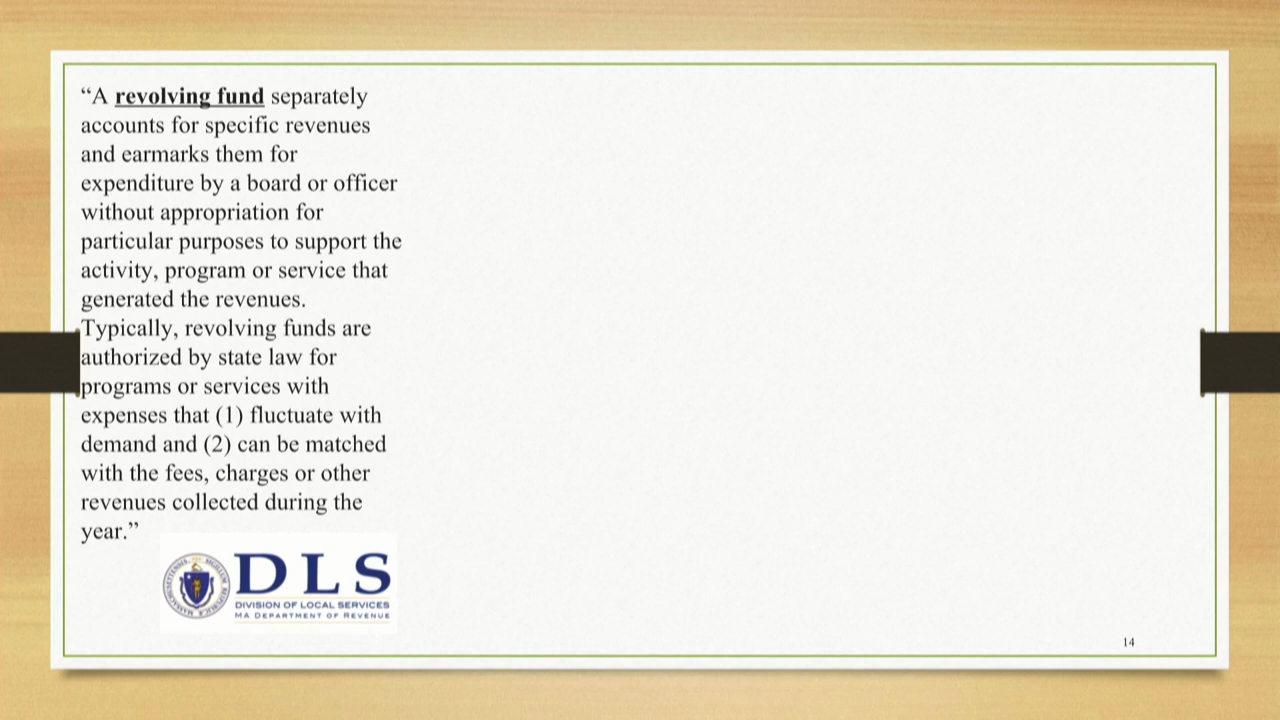 “A revolving fund separately
accounts for specific revenues
and earmarks them for
expenditure by a board or officer
without appropriation for
particular purposes to support the
activity, program or service that
generated the revenues.
Typically, revolving funds are
authorized by state law for
programs or services with
expenses that (1) fluctuate with
demand and (2) can be matched
with the fees, charges or other
revenues collected during the
year.”
DLS
DIVISION OF LOCAL SERVICES
MA DEPARTMENT OF REVENUE
14